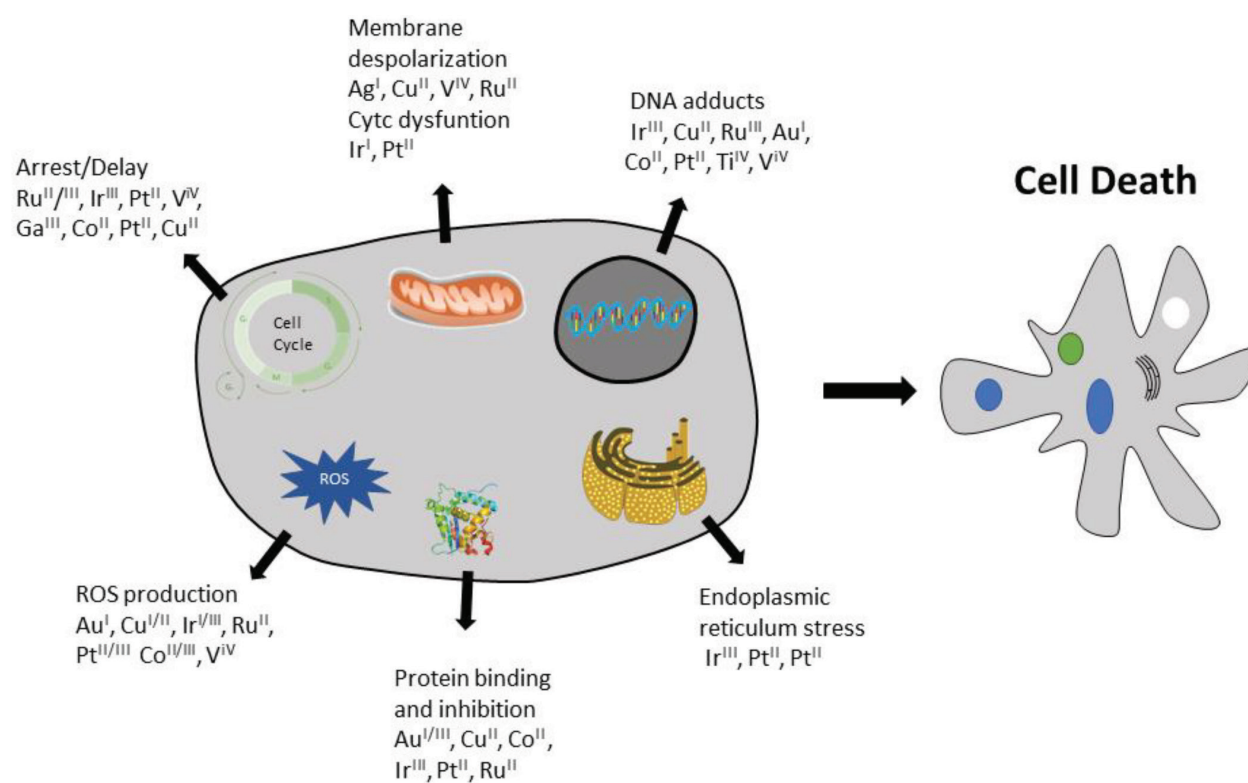 Membrane
despolarization
Ag^I, Cu^II, V^IV, Ru^II
Cytc dysfuntion
Ir^I, Pt^II
DNA adducts
Ir^III, Cu^II, Ru^III, Au^I,
Co^II, Pt^II, Ti^IV, V^iV
Arrest/Delay
Ru^II/III, Ir^III, Pt^II, V^iV,
Ga^III, Co^II, Pt^II, Cu^II
Cell Death
Cell
Cycle
G
S
M
G
ROS
ROS production
Au^I, Cu^I/II, Ir^I/III, Ru^II,
Pt^II/III Co^II/III, V^iV
Protein binding
and inhibition
Au^I/III, Cu^II, Co^II,
Ir^III, Pt^II, Ru^II
Endoplasmic
reticulum stress
Ir^III, Pt^II, Pt^II